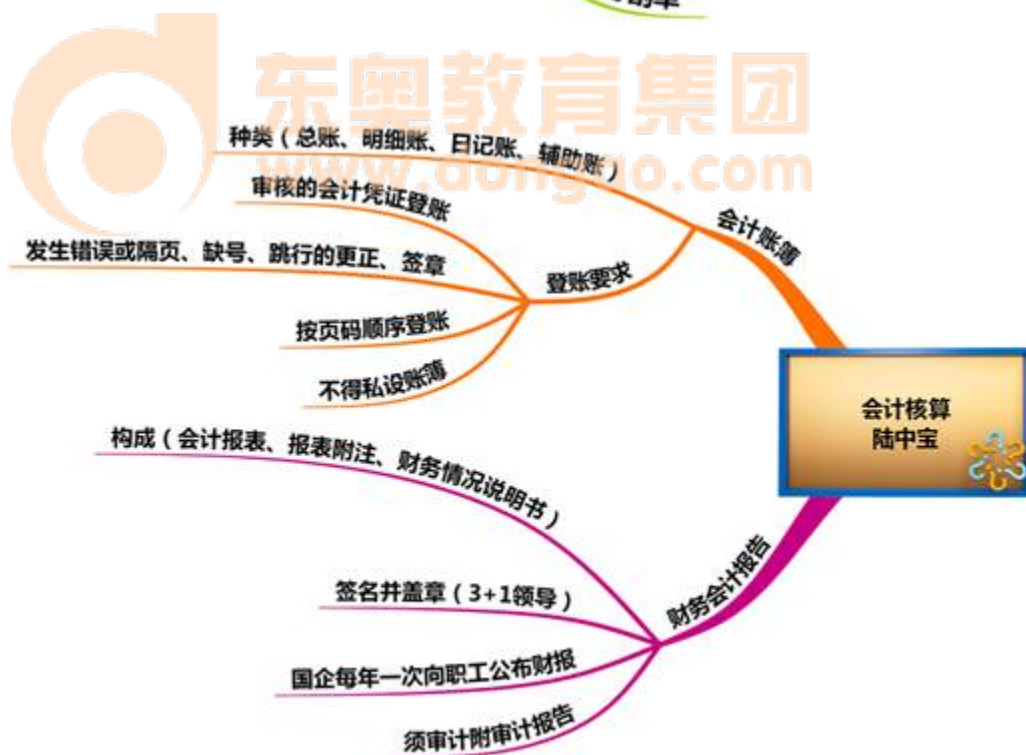 东奥教育集团
www.dongao.com
种类（总账、明细账、日记账、辅助账）
审核的会计凭证登账
会计账簿
发生错误或隔页、缺号、跳行的更正、签章
登账要求
按页码顺序登账
不得私设账簿
会计核算
陆中宝
构成（会计报表、报表附注、财务情况说明书）
财务会计报告
签名并盖章（3+1领导）
国企每年一次向职工公布财报
须审计附审计报告